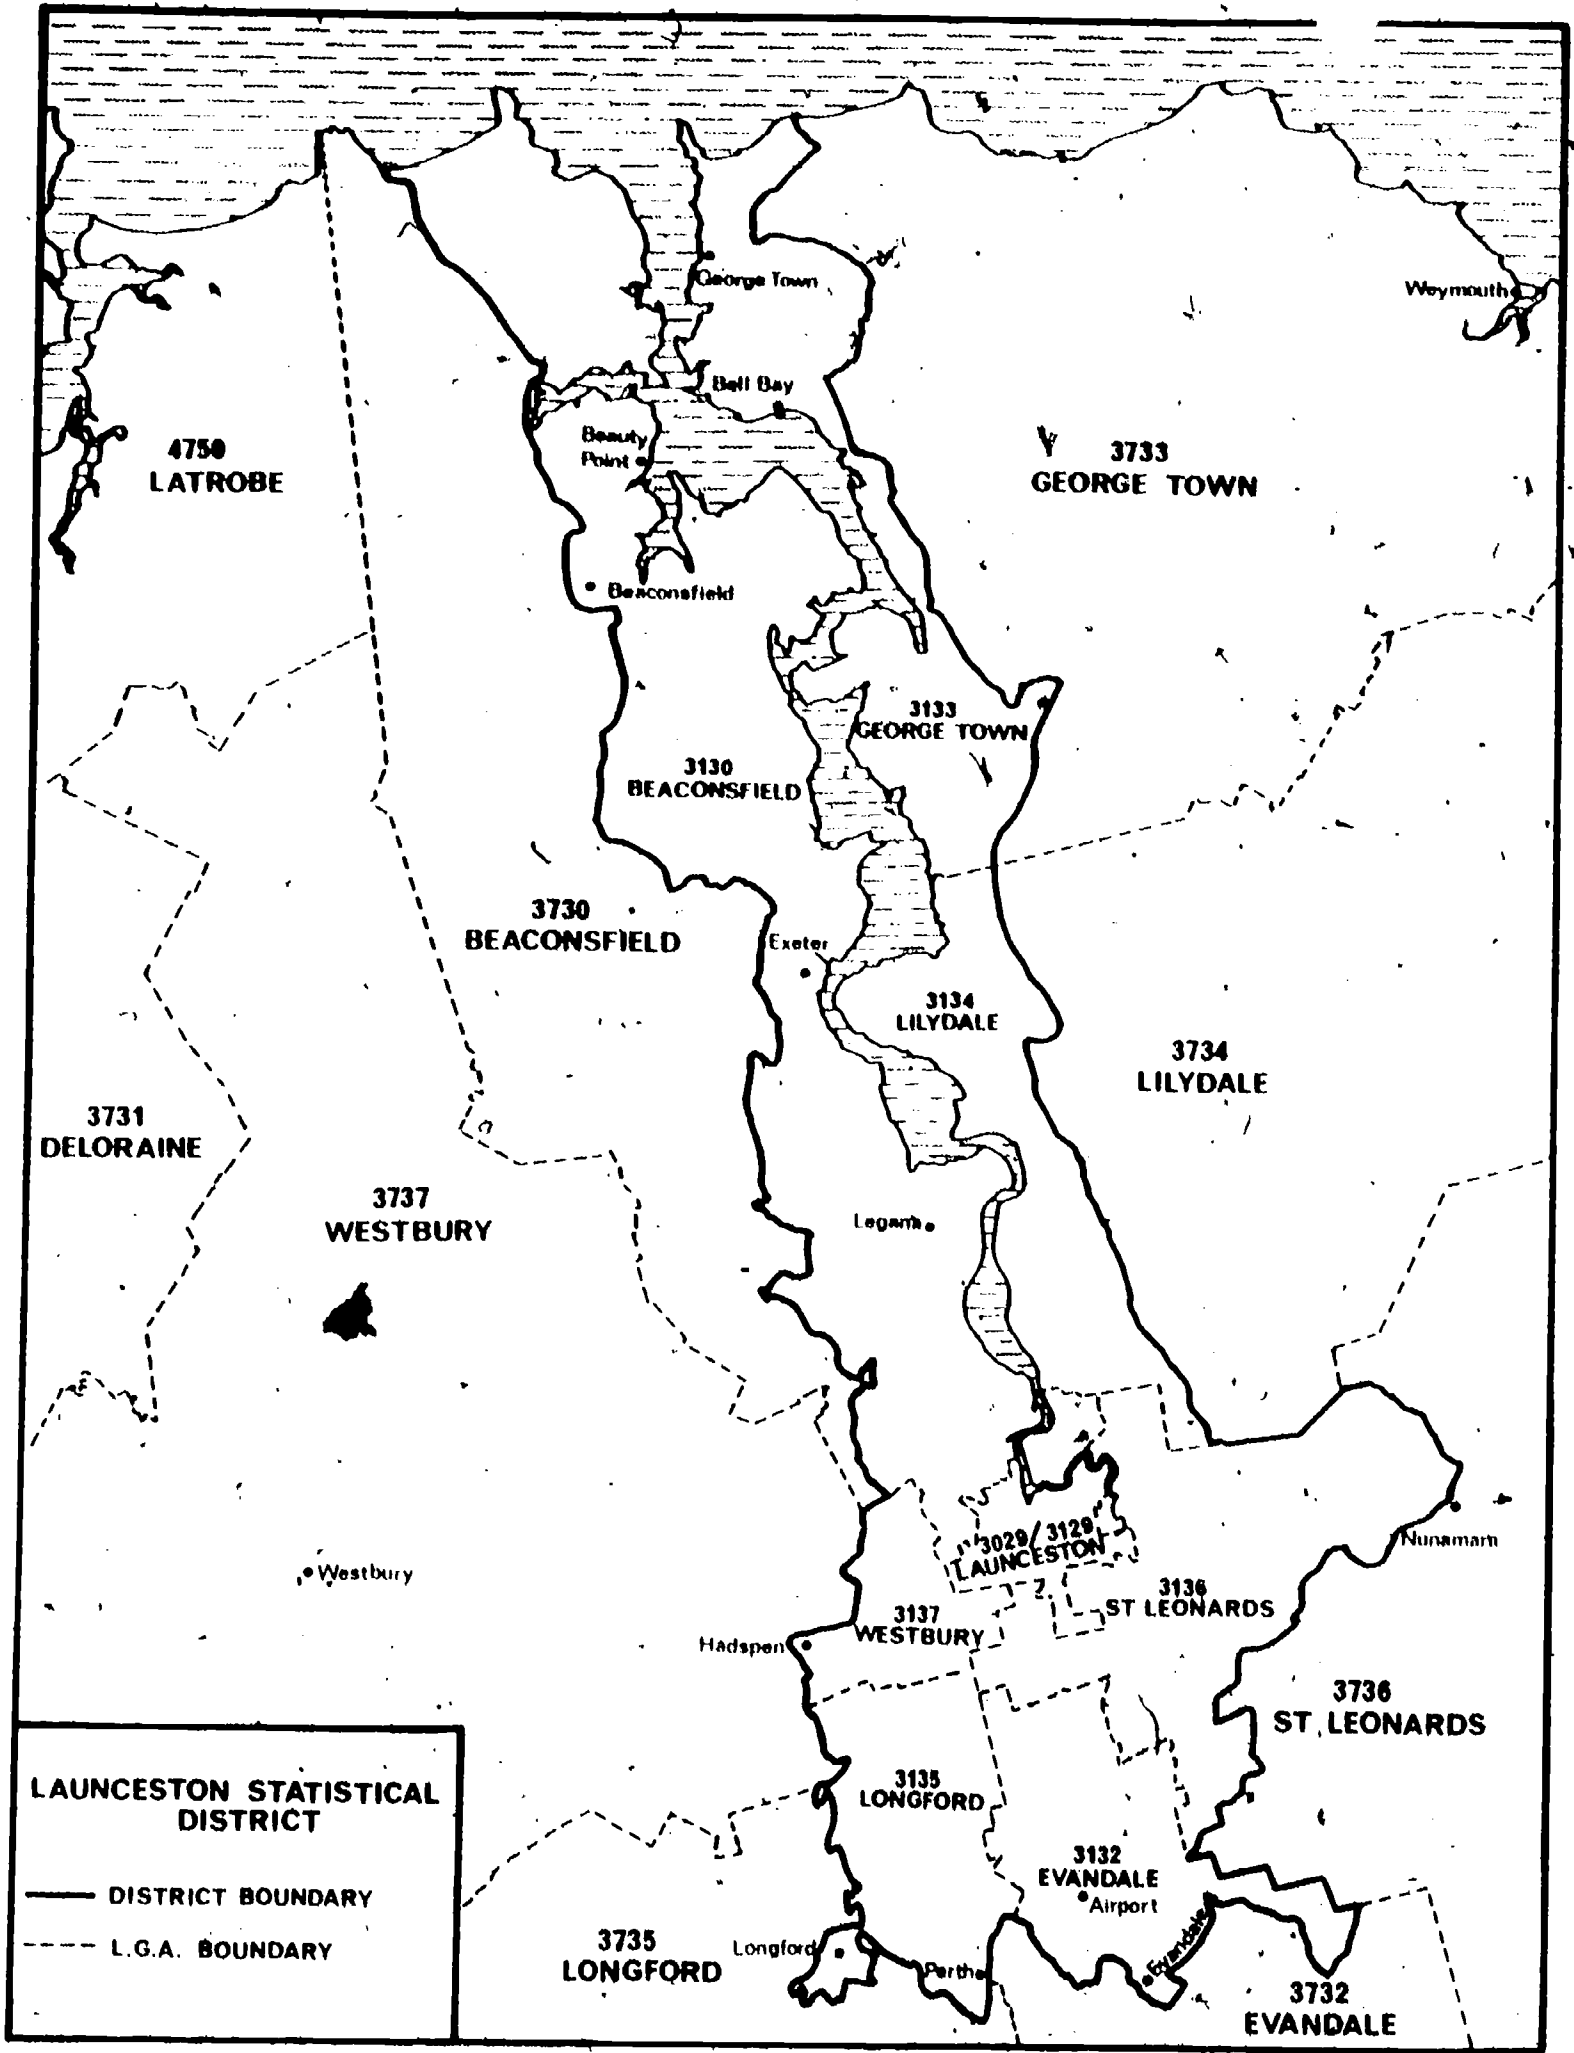 George Town
Weymouth
Bell Bay
Beauty
Point
4750
LATROBE
3733
GEORGE TOWN
Beaconsfield
3133
GEORGE TOWN
3130
BEACONSFIELD
3730
BEACONSFIELD
Exeter
3134
LILYDALE
3734
LILYDALE
3731
DELORAINE
3737
WESTBURY
Legana
3029/3129
LAUNCESTON
Nunamara
Westbury
3136
ST LEONARDS
3137
WESTBURY
Hadspen
3736
ST. LEONARDS
3135
LONGFORD
LAUNCESTON STATISTICAL
DISTRICT
DISTRICT BOUNDARY
L.G.A. BOUNDARY
3132
EVANDALE
Airport
3735
LONGFORD
Longford
Perth
Evandale
3732
EVANDALE